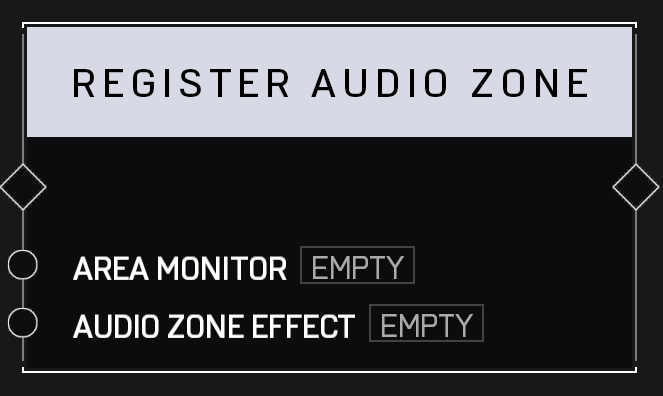 REGISTER AUDIO ZONE
AREA MONITOR EMPTY
AUDIO ZONE EFFECT EMPTY